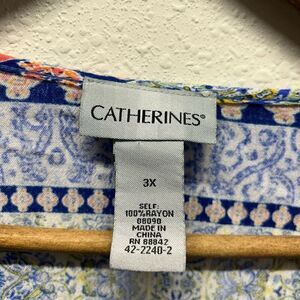 CATHERINES®
3X
SELF:
100%RAYON
08090
MADE IN
CHINA
RN 88842
42-2240-2